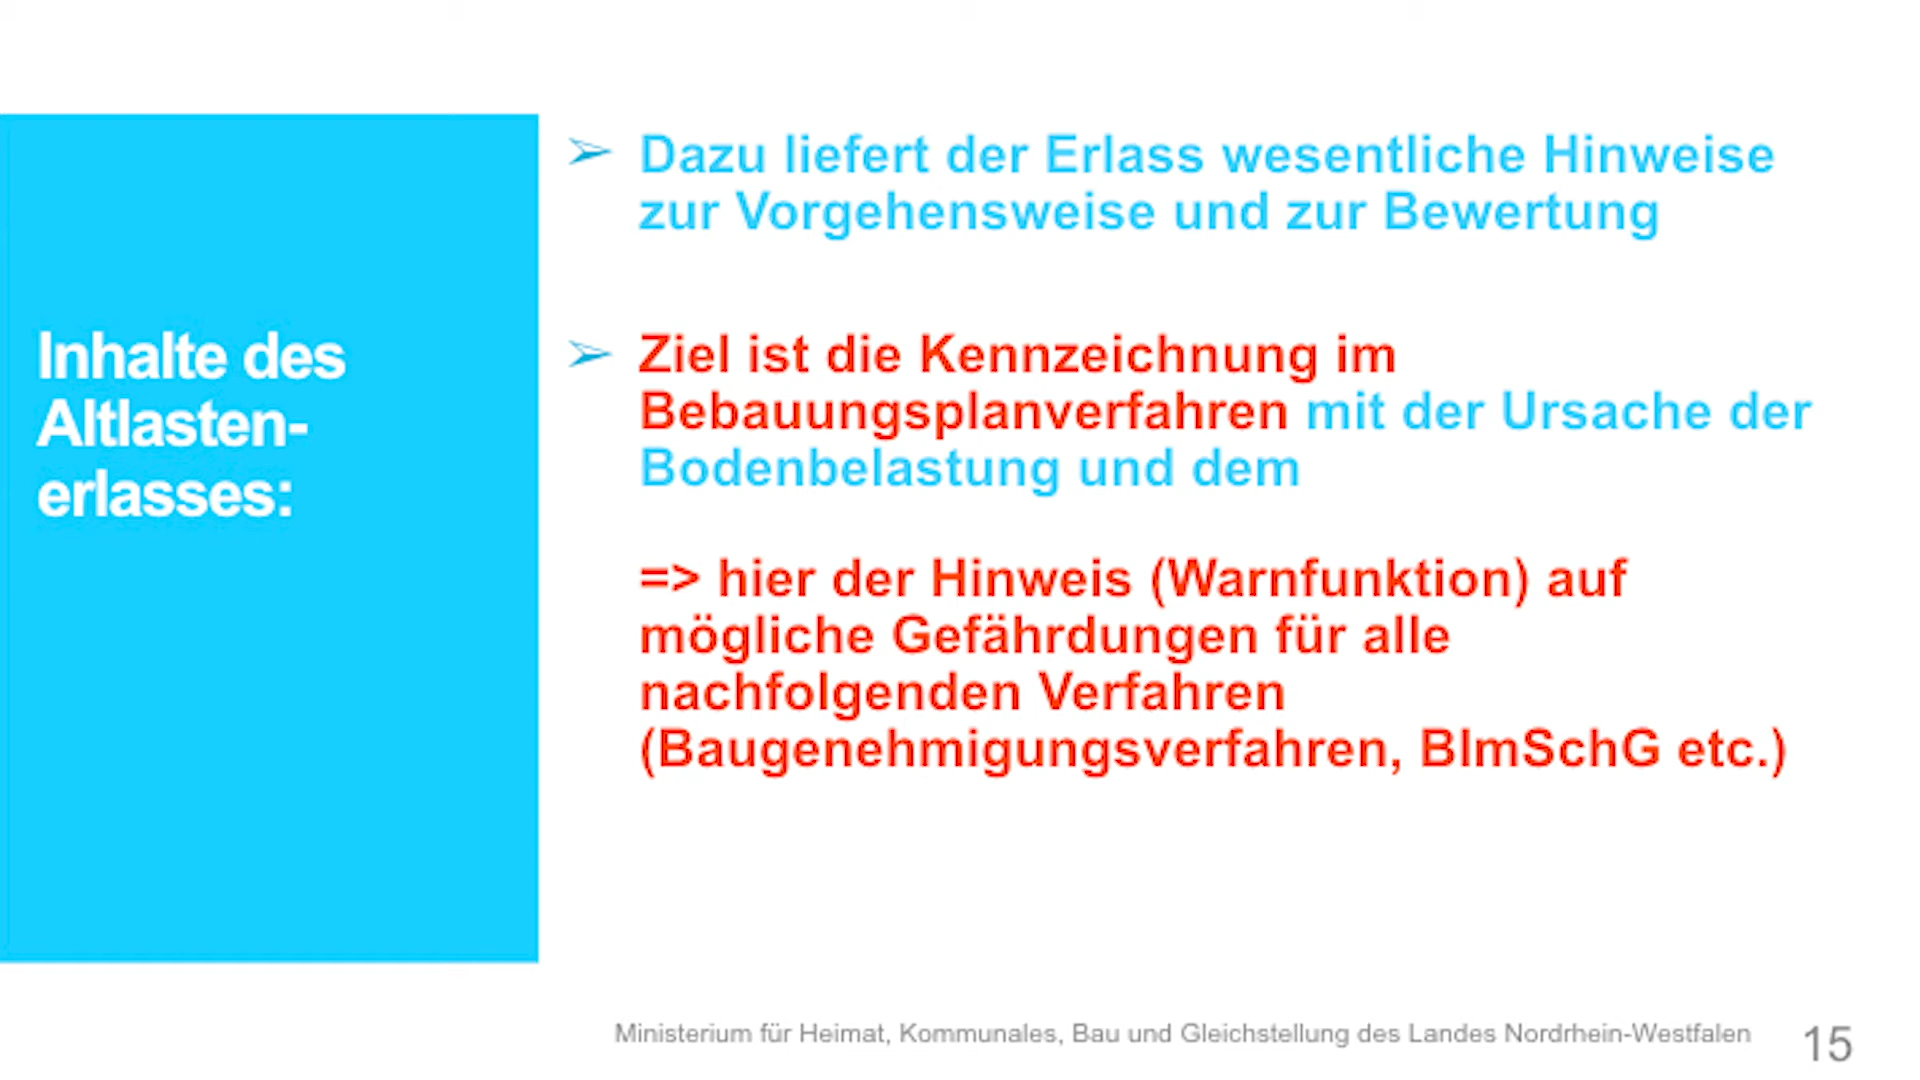 Inhalte des
Altlasten-
erlasses:
➢ Dazu liefert der Erlass wesentliche Hinweise
zur Vorgehensweise und zur Bewertung
➢ Ziel ist die Kennzeichnung im
Bebauungsplanverfahren mit der Ursache der
Bodenbelastung und dem
=> hier der Hinweis (Warnfunktion) auf
mögliche Gefährdungen für alle
nachfolgenden Verfahren
(Baugenehmigungsverfahren, BImSchG etc.)
Ministerium für Heimat, Kommunales, Bau und Gleichstellung des Landes Nordrhein-Westfalen 15